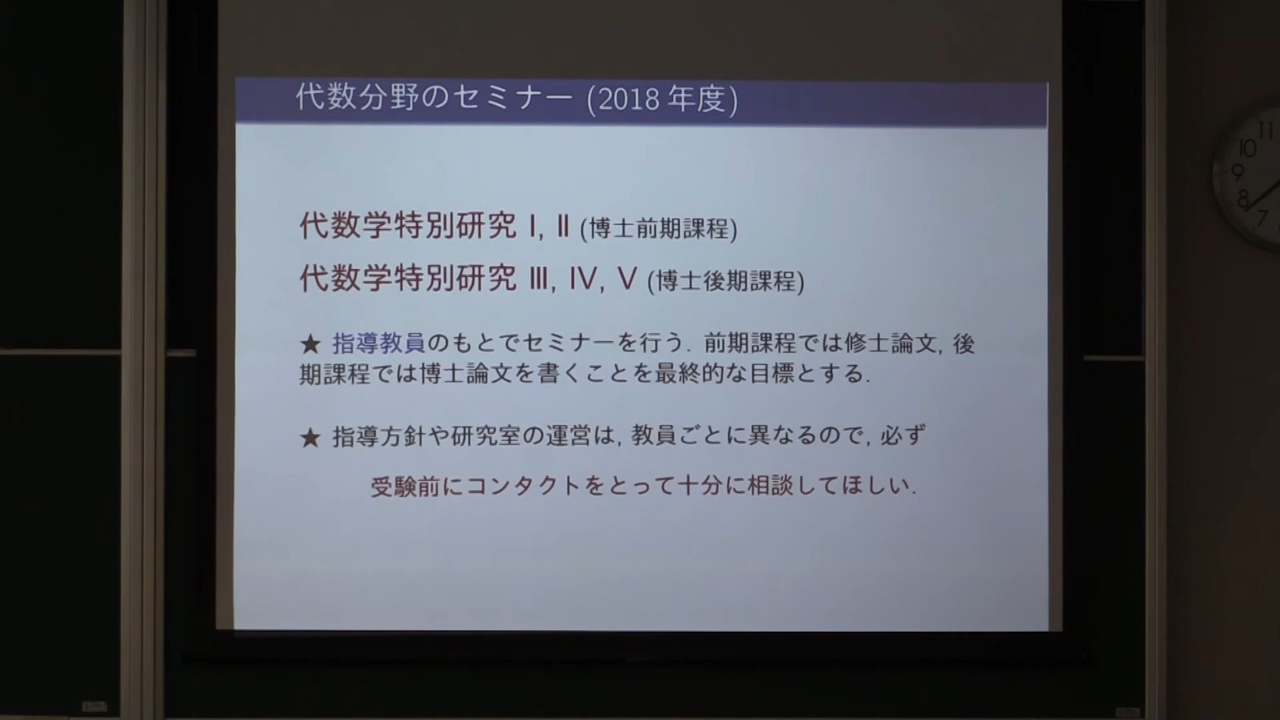 代数分野のセミナー (2018 年度)
代数学特別研究 I, II (博士前期課程)
代数学特別研究 III, IV, V (博士後期課程)
★ 指導教員のもとでセミナーを行う. 前期課程では修士論文, 後
期課程では博士論文を書くことを最終的な目標とする.
★ 指導方針や研究室の運営は, 教員ごとに異なるので, 必ず
受験前にコンタクトをとって十分に相談してほしい.
11
10
9
8
7